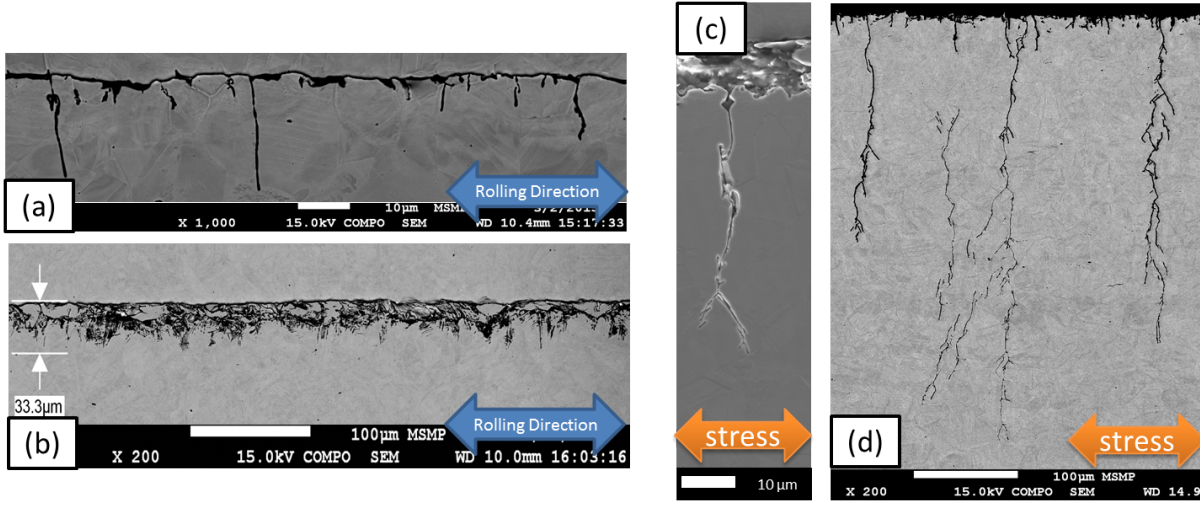 (a)
Rolling Direction
10µm MSMP
X 1,000 15.0kV COMPO SEM WD 10.4mm 15:17:33
33.3µm
(b)
Rolling Direction
100µm MSMP
X 200 15.0kV COMPO SEM WD 10.0mm 16:03:16
(c)
stress
10 µm
(d)
stress
100µm MSMP
X 200 15.0kV COMPO SEM WD 14.9